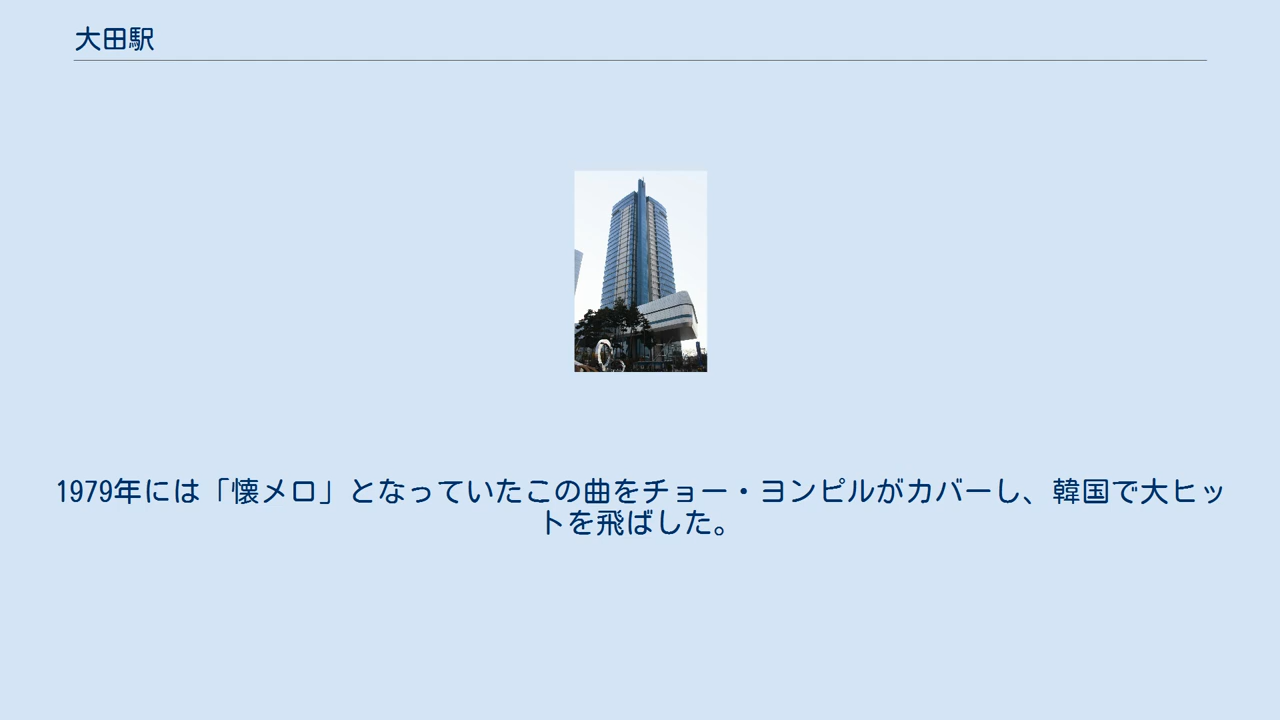 大田駅
1979年には「懐メロ」となっていたこの曲をチョー・ヨンピルがカバーし、韓国で大ヒッ
トを飛ばした。